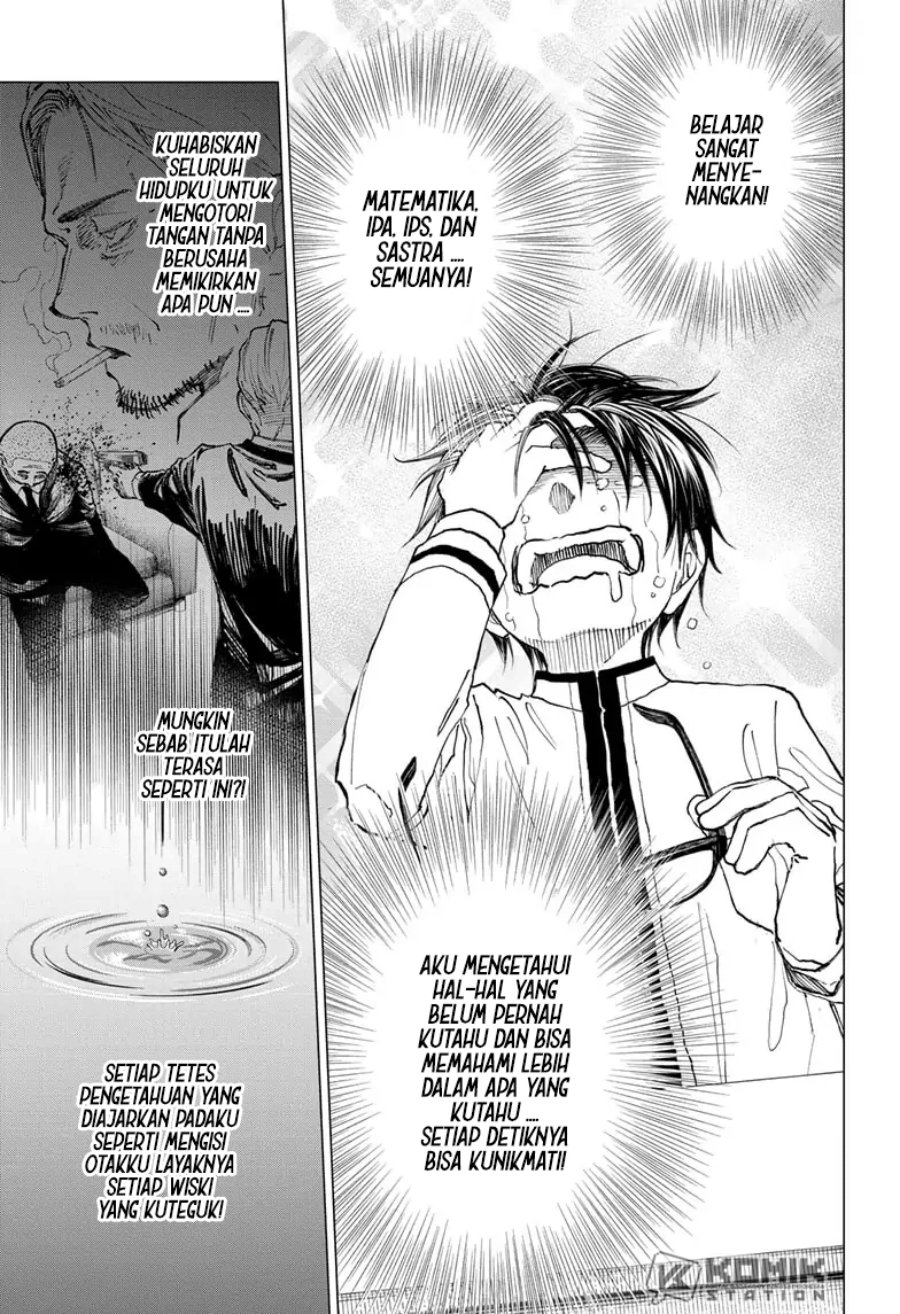 BELAJAR
SANGAT
MENYE-
NANGKAN!
MATEMATIKA,
IPA, IPS, DAN
SASTRA ....
SEMUANYA!
AKU MENGETAHUI
HAL-HAL YANG
BELUM PERNAH
KUTAHU DAN BISA
MEMAHAMI LEBIH
DALAM APA YANG
KUTAHU ....
SETIAP DETIKNYA
BISA KUNIKMATI!
KUHABISKAN
SELURUH
HIDUPKU UNTUK
MENGOTORI
TANGAN TANPA
BERUSAHA
MEMIKIRKAN
APA PUN ....
MUNGKIN
SEBAB ITULAH
TERASA
SEPERTI INI?!
SETIAP TETES
PENGETAHUAN YANG
DIAJARKAN PADAKU
SEPERTI MENGISI
OTAKKU LAYAKNYA
SETIAP WISKI
YANG KUTEGUK!
KOMIK
STATION